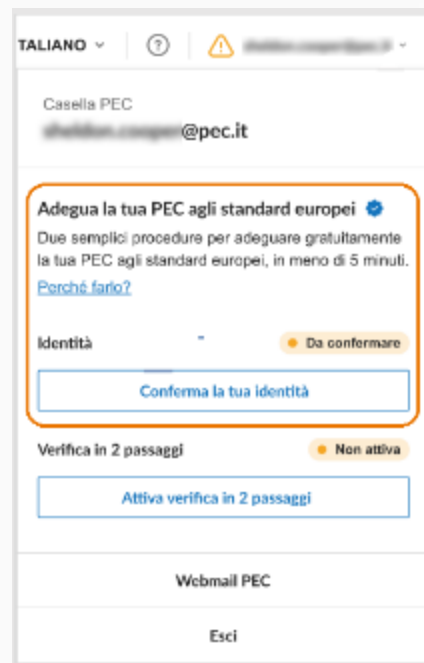 TALIANO
Casella PEC
@pec.it
Adegua la tua PEC agli standard europei
Due semplici procedure per adeguare gratuitamente
la tua PEC agli standard europei, in meno di 5 minuti.
Perché farlo?
Identità - Da confermare
Conferma la tua identità
Verifica in 2 passaggi Non attiva
Attiva verifica in 2 passaggi
Webmail PEC
Esci